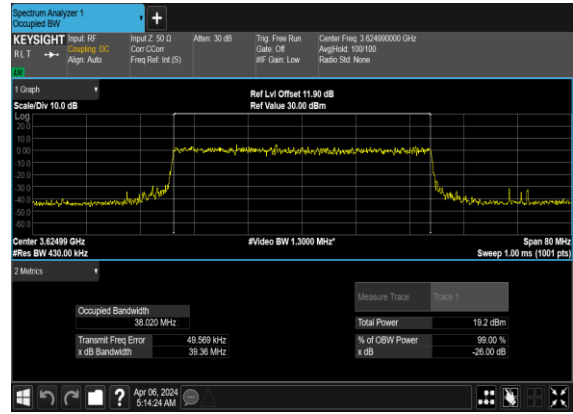 Spectrum Analyzer 1
Occupied BW
+
KEYSIGHT Input: RF Input Z: 50 Ω Atten: 30 dB Trig: Free Run Center Freq: 3.624990000 GHz
RLT Coupling: DC Corr CCorr Gate: Off Avg|Hold: 100/100
Align: Auto Freq Ref: Int (S) #IF Gain: Low Radio Std: None
LXI
1 Graph
Ref Lvl Offset 11.90 dB
Scale/Div 10.0 dB Ref Value 30.00 dBm
Log
20.0
10.0
0.00
-10.0
-20.0
-30.0
-40.0
-50.0
-60.0
Center 3.62499 GHz #Video BW 1.3000 MHz* Span 80 MHz
#Res BW 430.00 kHz Sweep 1.00 ms (1001 pts)
2 Metrics
Measure Trace Trace 1
Occupied Bandwidth
38.020 MHz Total Power 19.2 dBm
Transmit Freq Error 49.569 kHz % of OBW Power 99.00 %
x dB Bandwidth 39.36 MHz x dB -26.00 dB
? Apr 06, 2024
5:14:24 AM